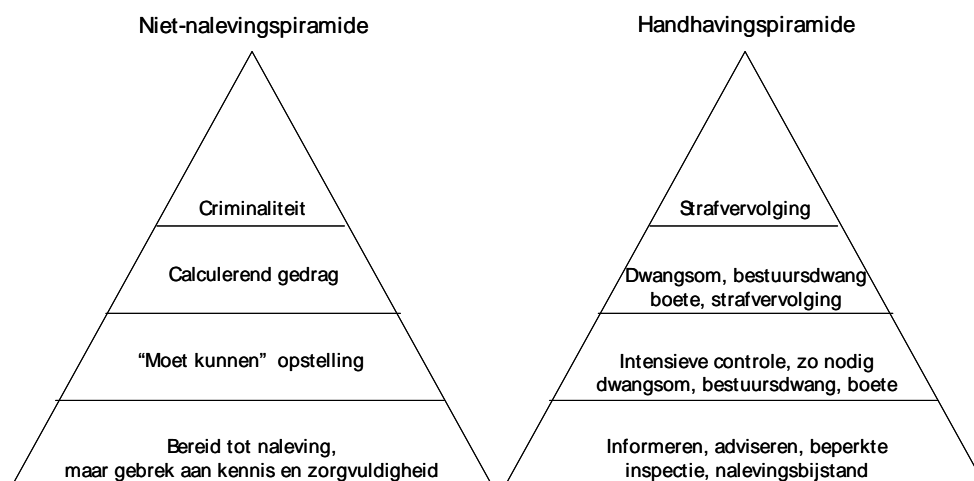 Niet-nalevingspiramide
Criminaliteit
Calculerend gedrag
“Moet kunnen” opstelling
Bereid tot naleving,
maar gebrek aan kennis en zorgvuldigheid
Handhavingspiramide
Strafvervolging
Dwangsom, bestuursdwang
boete, strafvervolging
Intensieve controle, zo nodig
dwangsom, bestuursdwang, boete
Informeren, adviseren, beperkte
inspectie, nalevingsbijstand